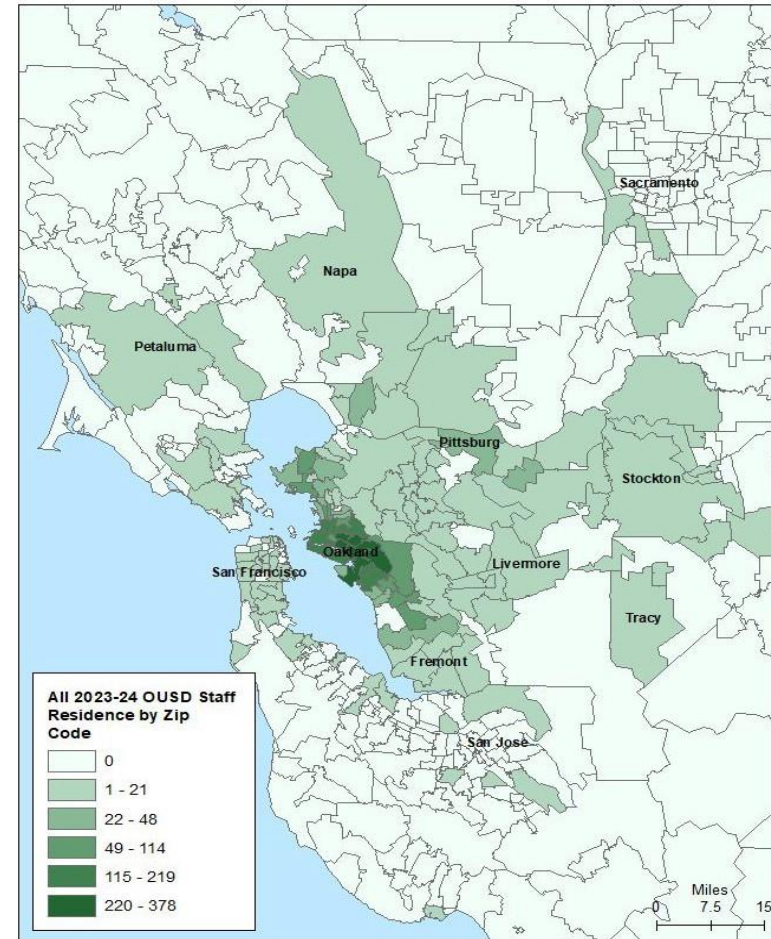 Sacramento
Napa
Petaluma
Pittsburg
Stockton
Oakland
San Francisco
Livermore
Tracy
Fremont
San Jose
All 2023-24 OUSD Staff
Residence by Zip
Code
0
1 - 21
22 - 48
49 - 114
115 - 219
220 - 378
Miles
0 7.5 15